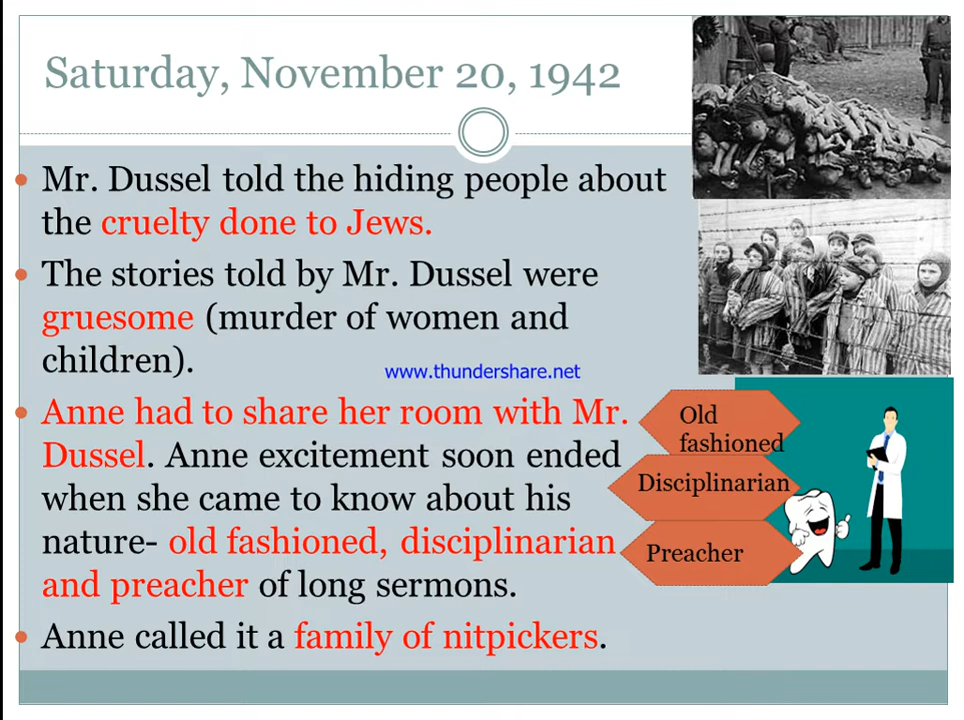 Saturday, November 20, 1942
Mr. Dussel told the hiding people about
the cruelty done to Jews.
The stories told by Mr. Dussel were
gruesome (murder of women and
children).
www.thundershare.net
Anne had to share her room with Mr.
Dussel. Anne excitement soon ended
when she came to know about his
nature- old fashioned, disciplinarian
and preacher of long sermons.
Anne called it a family of nitpickers.
Old
fashioned
Disciplinarian
Preacher